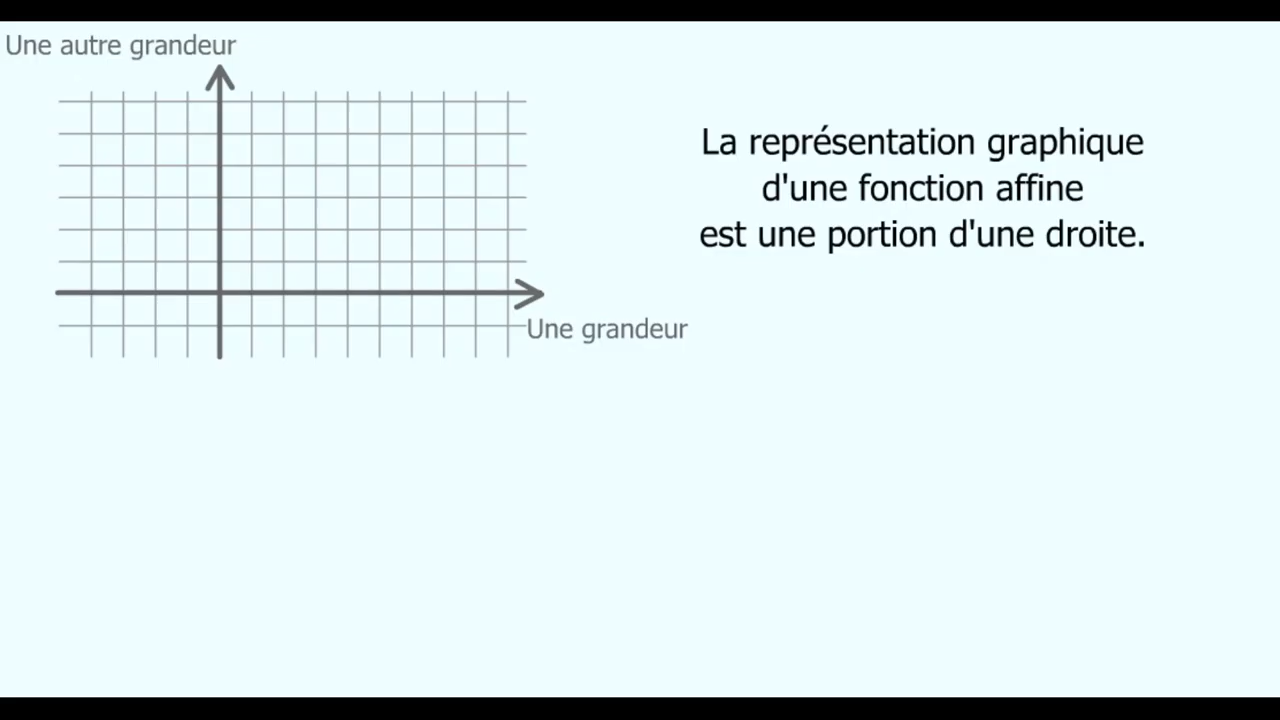 Une autre grandeur
La représentation graphique
d'une fonction affine
est une portion d'une droite.
Une grandeur